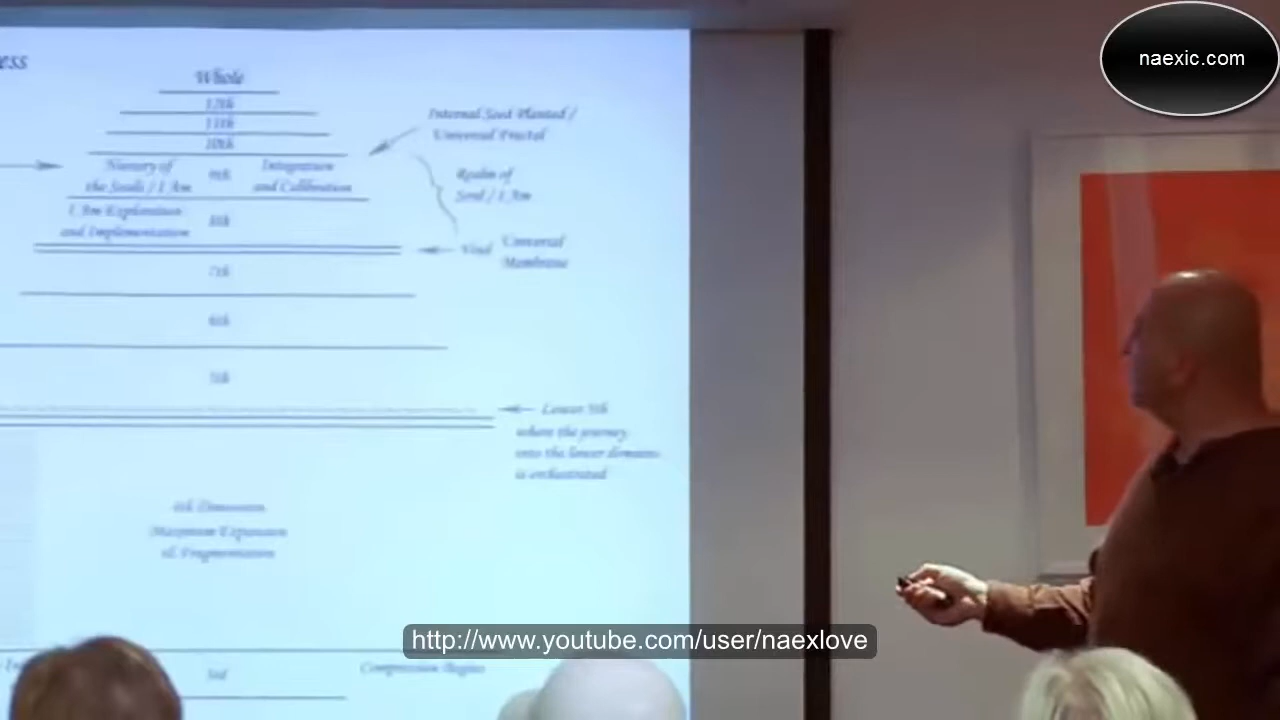 naexic.com
ess
Whole
12th
11th
10th
Internal Seed Planted /
Universal Fractal
Nursery of
the Souls / I Am
9th
Integration
and Calibration
Realm of
Soul / I Am
I Am Exploration
and Implementation
8th
Void
Universal
Membrane
7th
6th
5th
Lower 5th
where the journey
into the lower domains
is orchestrated
4th Dimension
Maximum Expansion
& Fragmentation
http://www.youtube.com/user/naexlove
3rd
Compression Begins